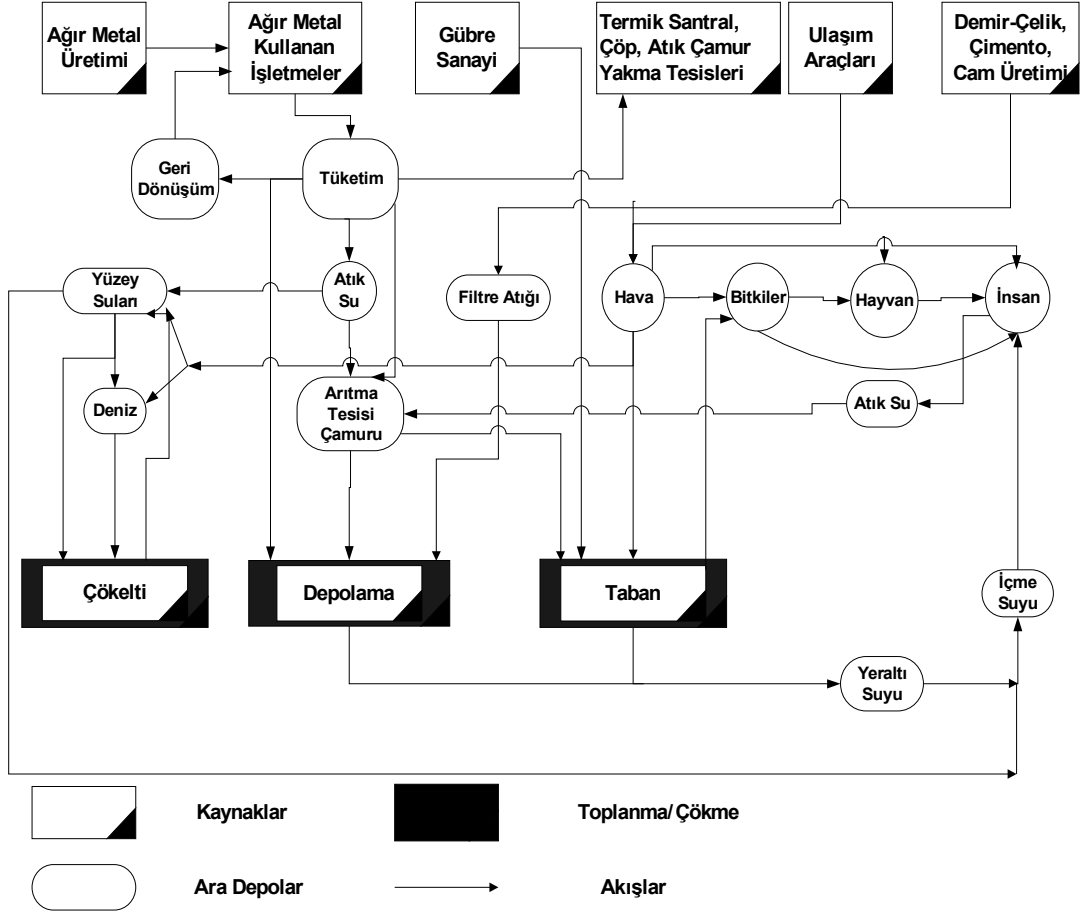 Ağır Metal
Üretimi
Ağır Metal
Kullanan
İşletmeler
Gübre
Sanayi
Termik Santral,
Çöp, Atık Çamur
Yakma Tesisleri
Ulaşım
Araçları
Demir-Çelik,
Çimento,
Cam Üretimi
Geri
Dönüşüm
Tüketim
Yüzey
Suları
Atık
Su
Filtre Atığı
Hava
Bitkiler
Hayvan
İnsan
Deniz
Arıtma
Tesisi
Çamuru
Atık Su
Çökelti
Depolama
Taban
İçme
Suyu
Yeraltı
Suyu
Kaynaklar
Toplanma/ Çökme
Ara Depolar
Akışlar